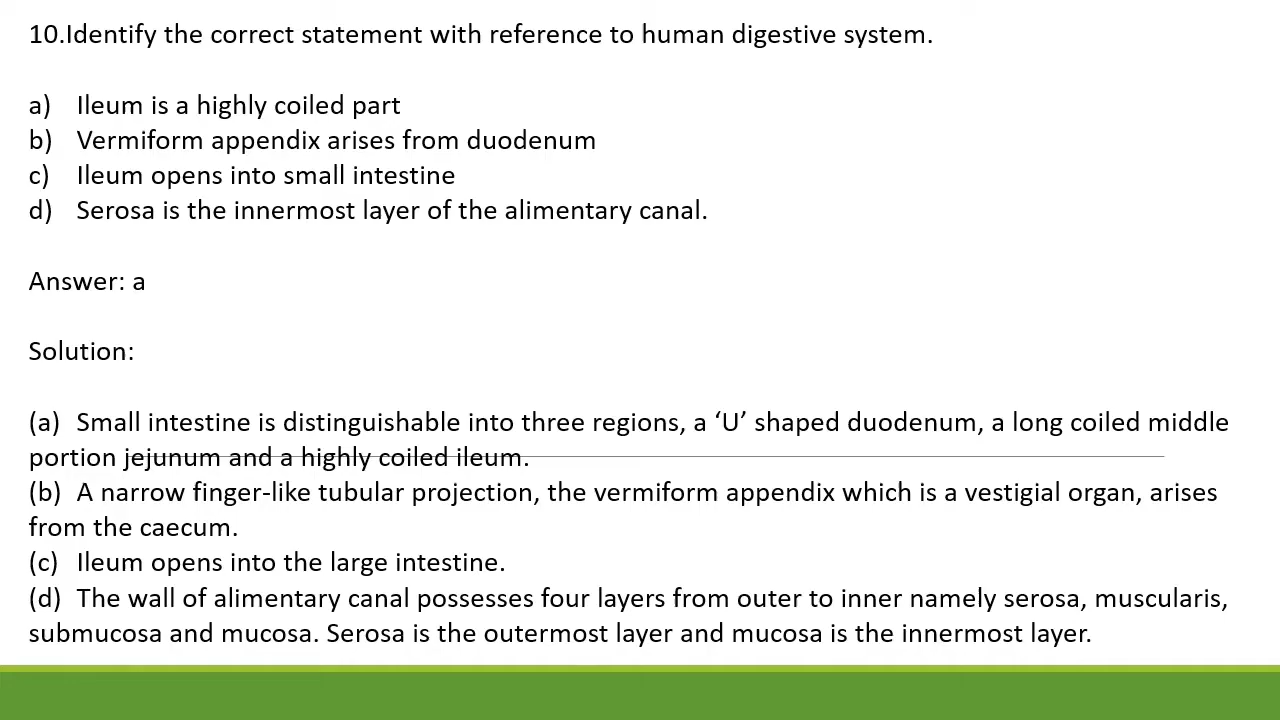 10.Identify the correct statement with reference to human digestive system.
a) Ileum is a highly coiled part
b) Vermiform appendix arises from duodenum
c) Ileum opens into small intestine
d) Serosa is the innermost layer of the alimentary canal.
Answer: a
Solution:
(a) Small intestine is distinguishable into three regions, a ‘U’ shaped duodenum, a long coiled middle
portion jejunum and a highly coiled ileum.
(b) A narrow finger-like tubular projection, the vermiform appendix which is a vestigial organ, arises
from the caecum.
(c) Ileum opens into the large intestine.
(d) The wall of alimentary canal possesses four layers from outer to inner namely serosa, muscularis,
submucosa and mucosa. Serosa is the outermost layer and mucosa is the innermost layer.